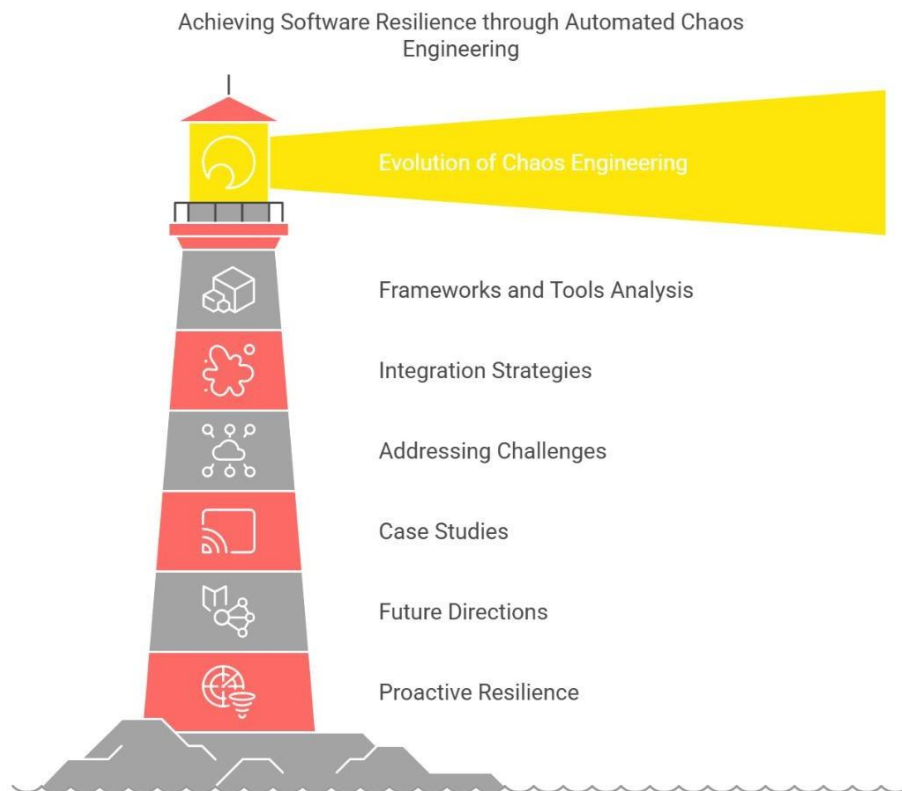 Achieving Software Resilience through Automated Chaos
Engineering
Evolution of Chaos Engineering
Frameworks and Tools Analysis
Integration Strategies
Addressing Challenges
Case Studies
Future Directions
Proactive Resilience